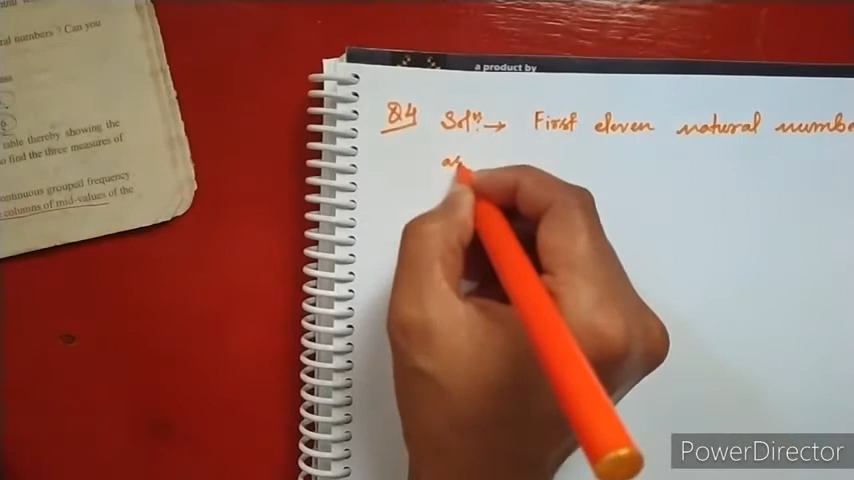 ral numbers ? Can you
table thereby showing the
o find the three measures of
ontinuous grouped frequency
columns of mid-values of the
a product by
Q4 Solⁿ. → First eleven natural numbe
PowerDirector